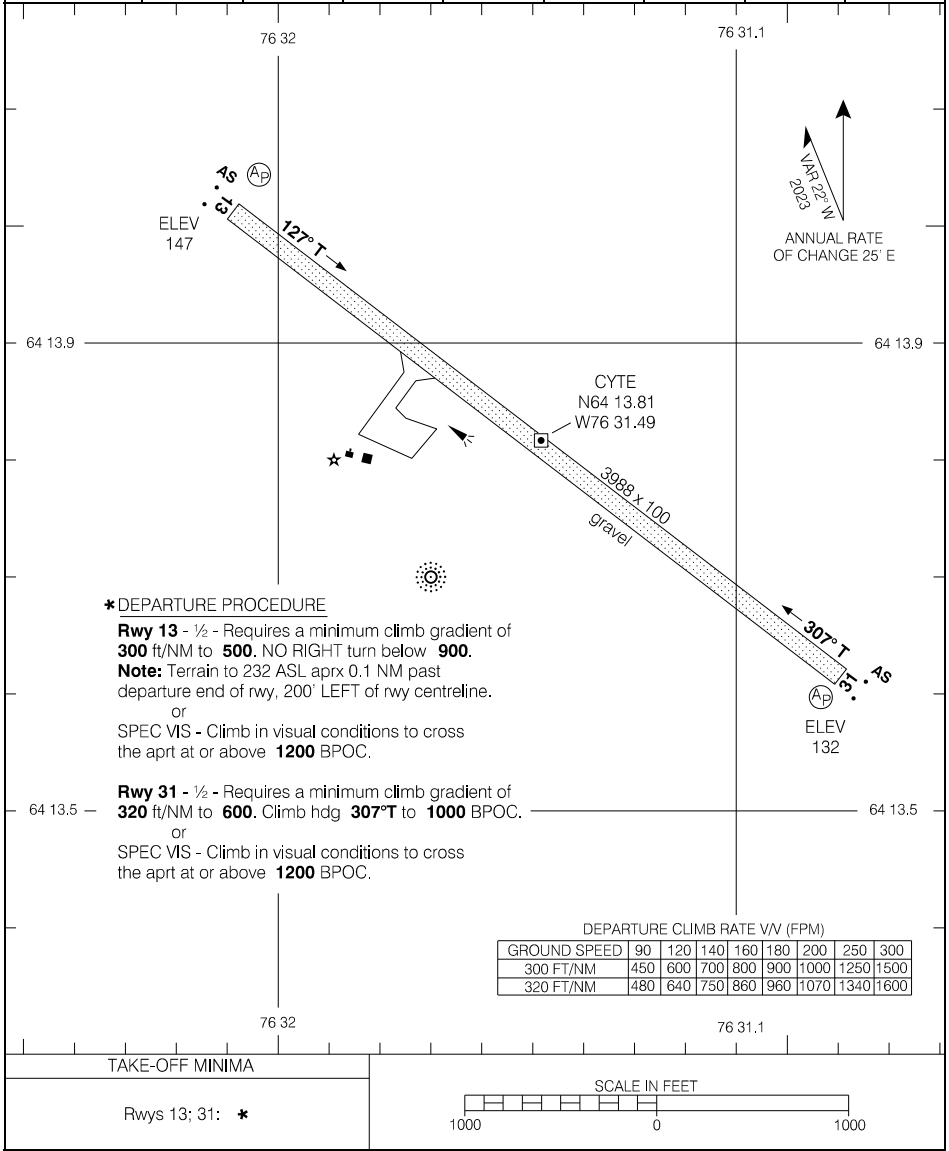 76 32
76 31.1
VAR 22° W
2023
ANNUAL RATE
OF CHANGE 25' E
AS
AP
13
ELEV
147
127° T
64 13.9
64 13.9
CYTE
N64 13.81
W76 31.49
3988 x 100
gravel
307° T
31
AS
AP
ELEV
132
*DEPARTURE PROCEDURE
Rwy 13 - ½ - Requires a minimum climb gradient of
300 ft/NM to 500. NO RIGHT turn below 900.
Note: Terrain to 232 ASL aprx 0.1 NM past
departure end of rwy, 200' LEFT of rwy centreline.
or
SPEC VIS - Climb in visual conditions to cross
the aprt at or above 1200 BPOC.
Rwy 31 - ½ - Requires a minimum climb gradient of
320 ft/NM to 600. Climb hdg 307°T to 1000 BPOC.
or
SPEC VIS - Climb in visual conditions to cross
the aprt at or above 1200 BPOC.
64 13.5
64 13.5
DEPARTURE CLIMB RATE V/V (FPM)
GROUND SPEED 90 120 140 160 180 200 250 300
300 FT/NM 450 600 700 800 900 1000 1250 1500
320 FT/NM 480 640 750 860 960 1070 1340 1600
76 32
76 31.1
TAKE-OFF MINIMA
Rwys 13; 31: *
SCALE IN FEET
1000 0 1000